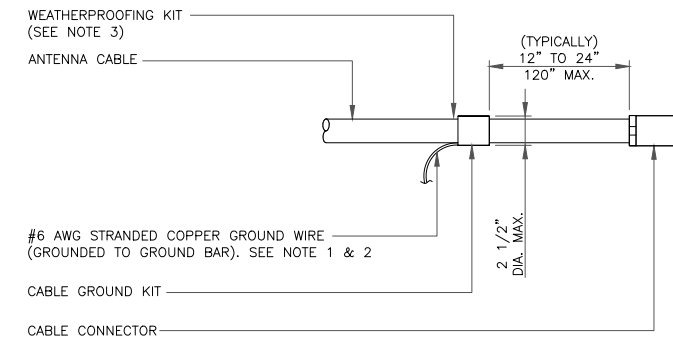 WEATHERPROOFING KIT
(SEE NOTE 3)
ANTENNA CABLE
(TYPICALLY)
12" TO 24"
120" MAX.
2 1/2"
DIA. MAX.
#6 AWG STRANDED COPPER GROUND WIRE
(GROUNDED TO GROUND BAR). SEE NOTE 1 & 2
CABLE GROUND KIT
CABLE CONNECTOR